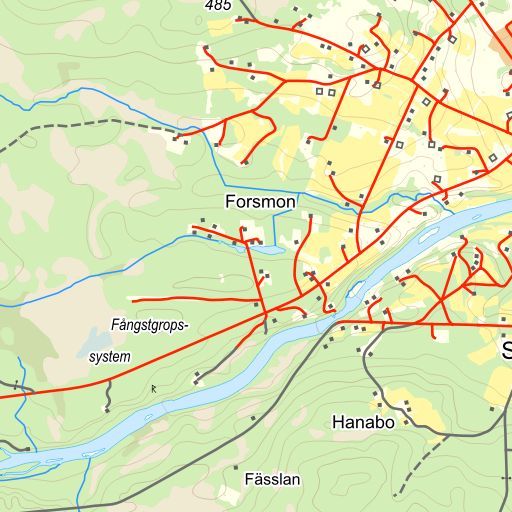 485
Forsmon
Fångstgrops-
system
R
S
Hanabo
Fässlan